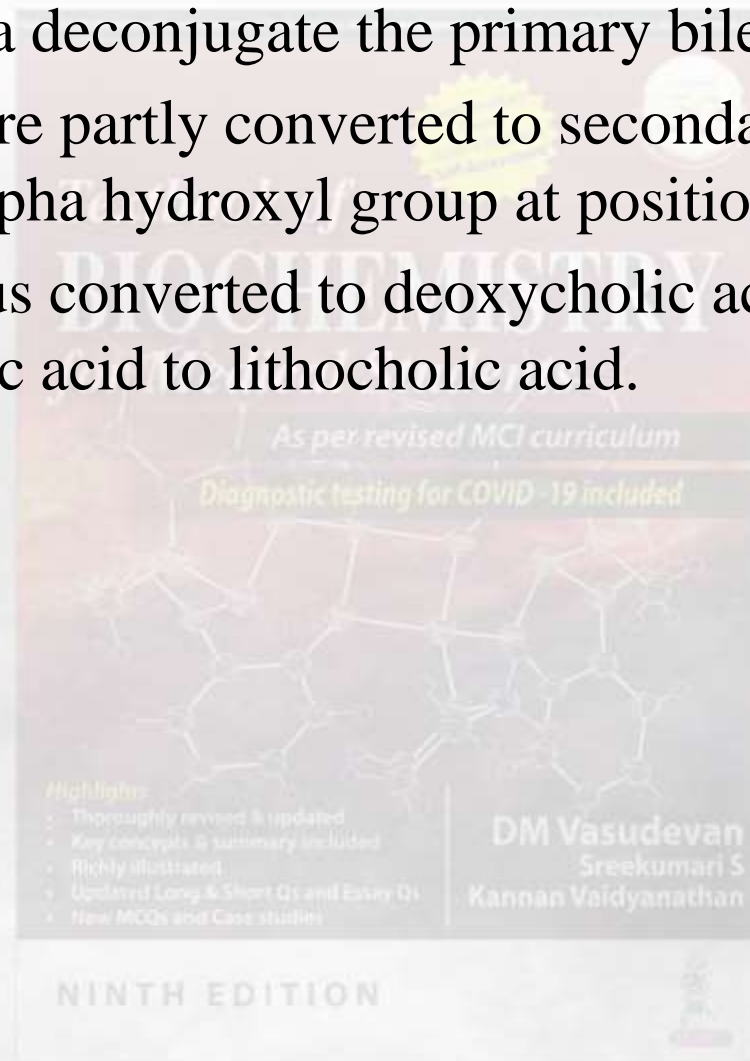 a deconjugate the primary bile
re partly converted to seconda
pha hydroxyl group at positio
us converted to deoxycholic ac
c acid to lithocholic acid.
Textbook of
BIOCHEMISTRY
As per revised MCI curriculum
Diagnostic testing for COVID-19 included
Highlights
• Thoroughly revised & updated
• Key concepts & summary included
• Richly illustrated
• Updated Long & Short Qs and Essay Qs
• New MCQs and Case studies
DM Vasudevan
Sreekumari S
Kannan Vaidyanathan
NINTH EDITION